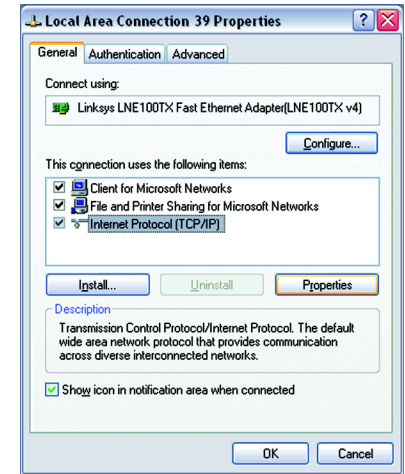 Local Area Connection 39 Properties
General Authentication Advanced
Connect using:
Linksys LNE100TX Fast Ethernet Adapter(LNE100TX v4)
Configure...
This connection uses the following items:
Client for Microsoft Networks
File and Printer Sharing for Microsoft Networks
Internet Protocol (TCP/IP)
Install... Uninstall Properties
Description
Transmission Control Protocol/Internet Protocol. The default
wide area network protocol that provides communication
across diverse interconnected networks.
Show icon in notification area when connected
OK Cancel